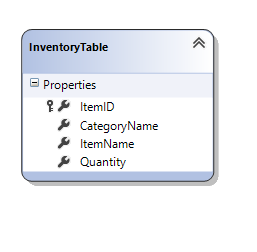 InventoryTable
Properties
ItemID
CategoryName
ItemName
Quantity